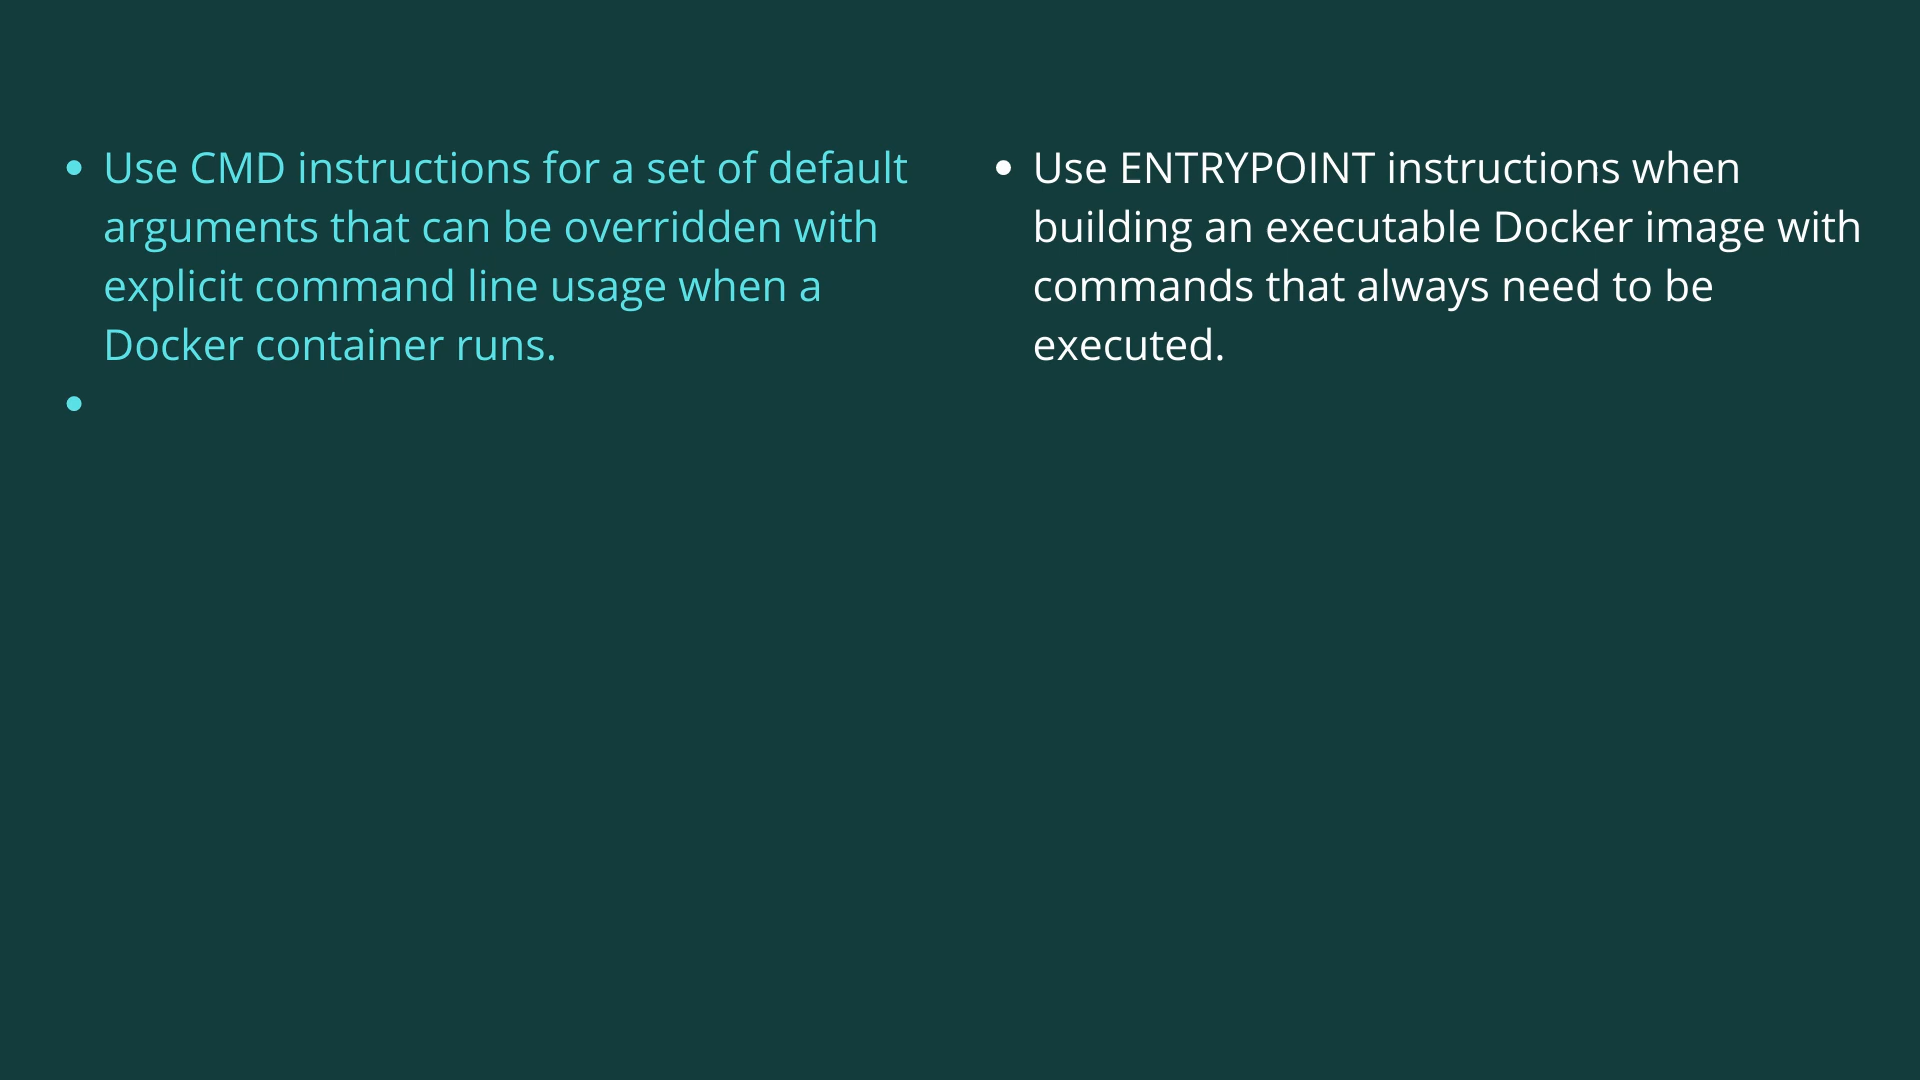 • Use CMD instructions for a set of default
arguments that can be overridden with
explicit command line usage when a
Docker container runs.
•
• Use ENTRYPOINT instructions when
building an executable Docker image with
commands that always need to be
executed.